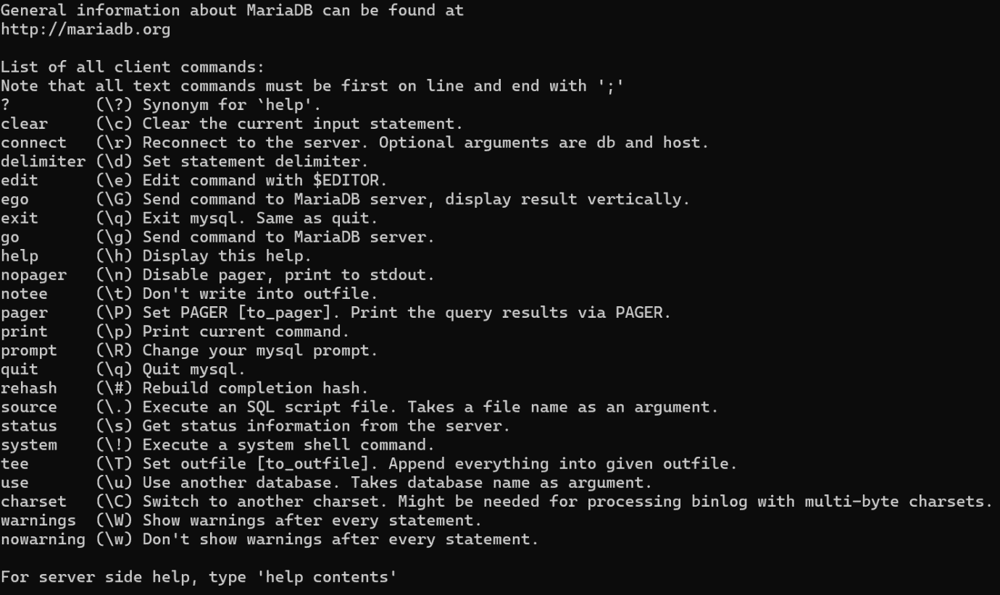 General information about MariaDB can be found at
http://mariadb.org

List of all client commands:
Note that all text commands must be first on line and end with ';'
?         (\?) Synonym for `help'.
clear     (\c) Clear the current input statement.
connect   (\r) Reconnect to the server. Optional arguments are db and host.
delimiter (\d) Set statement delimiter.
edit      (\e) Edit command with $EDITOR.
ego       (\G) Send command to MariaDB server, display result vertically.
exit      (\q) Exit mysql. Same as quit.
go        (\g) Send command to MariaDB server.
help      (\h) Display this help.
nopager   (\n) Disable pager, print to stdout.
notee     (\t) Don't write into outfile.
pager     (\P) Set PAGER [to_pager]. Print the query results via PAGER.
print     (\p) Print current command.
prompt    (\R) Change your mysql prompt.
quit      (\q) Quit mysql.
rehash    (\#) Rebuild completion hash.
source    (\.) Execute an SQL script file. Takes a file name as an argument.
status    (\s) Get status information from the server.
system    (\!) Execute a system shell command.
tee       (\T) Set outfile [to_outfile]. Append everything into given outfile.
use       (\u) Use another database. Takes database name as argument.
charset   (\C) Switch to another charset. Might be needed for processing binlog with multi-byte charsets.
warnings  (\W) Show warnings after every statement.
nowarning (\w) Don't show warnings after every statement.

For server side help, type 'help contents'